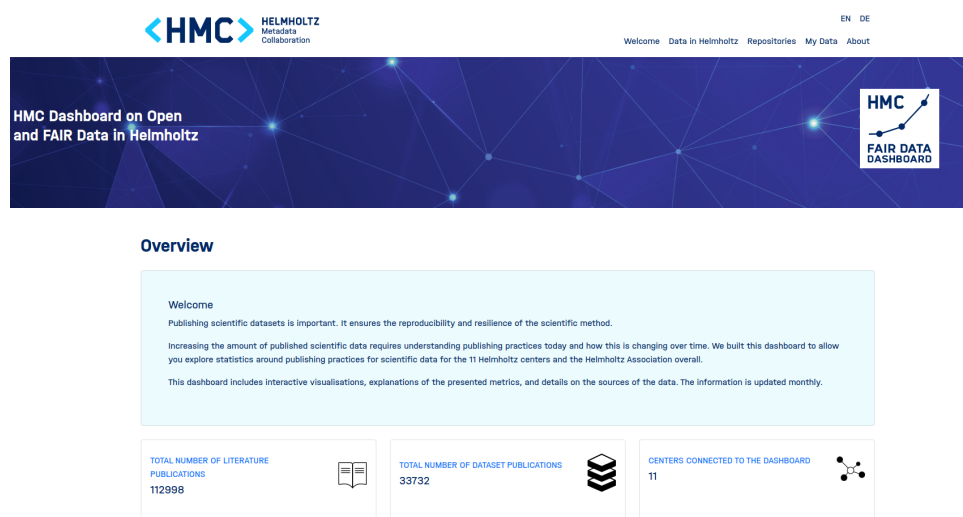 <HMC> HELMHOLTZ
Metadata
Collaboration
EN DE
Welcome Data in Helmholtz Repositories My Data About
HMC Dashboard on Open
and FAIR Data in Helmholtz
HMC
FAIR DATA
DASHBOARD
Overview
Welcome
Publishing scientific datasets is important. It ensures the reproducibility and resilience of the scientific method.
Increasing the amount of published scientific data requires understanding publishing practices today and how this is changing over time. We built this dashboard to allow
you explore statistics around publishing practices for scientific data for the 11 Helmholtz centers and the Helmholtz Association overall.
This dashboard includes interactive visualisations, explanations of the presented metrics, and details on the sources of the data. The information is updated monthly.
TOTAL NUMBER OF LITERATURE
PUBLICATIONS
112998
TOTAL NUMBER OF DATASET PUBLICATIONS
33732
CENTERS CONNECTED TO THE DASHBOARD
11